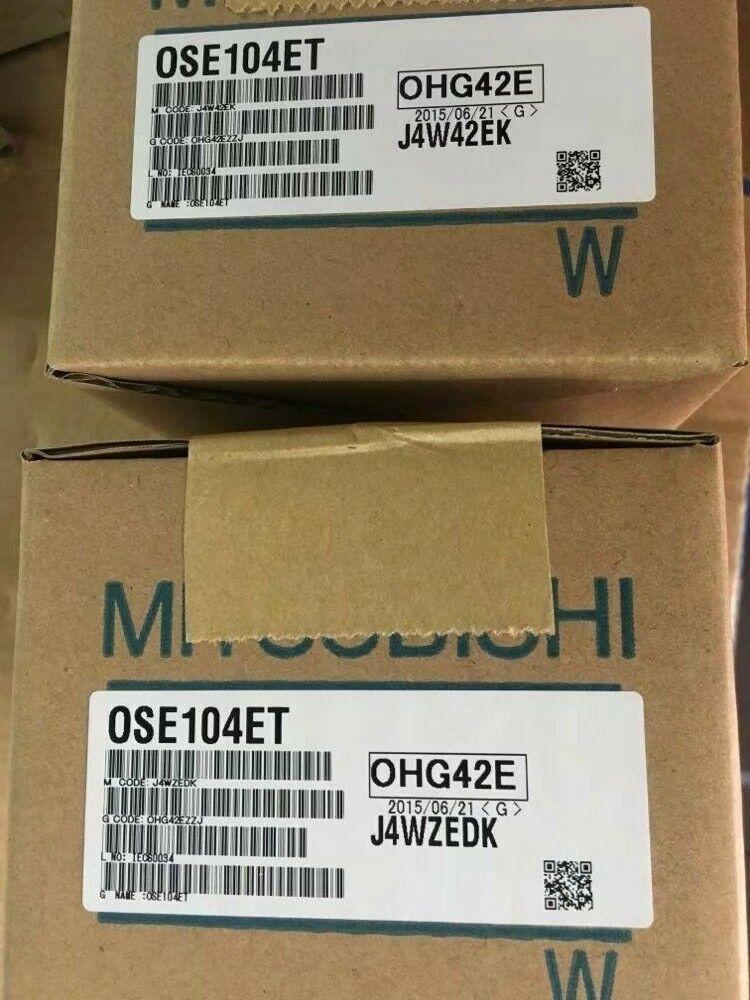 OSE104ET
M CODE: J4W42EK
G CODE: OHG42EZZJ
L NO: IEC60034
G NAME :OSE104ET
OHG42E
2015/06/21 < G >
J4W42EK
W
MITSUBISHI
OSE104ET
M CODE: J4WZEDK
G CODE: OHG42EZZJ
L NO: IEC60034
G NAME :OSE104ET
OHG42E
2015/06/21 < G >
J4WZEDK
W